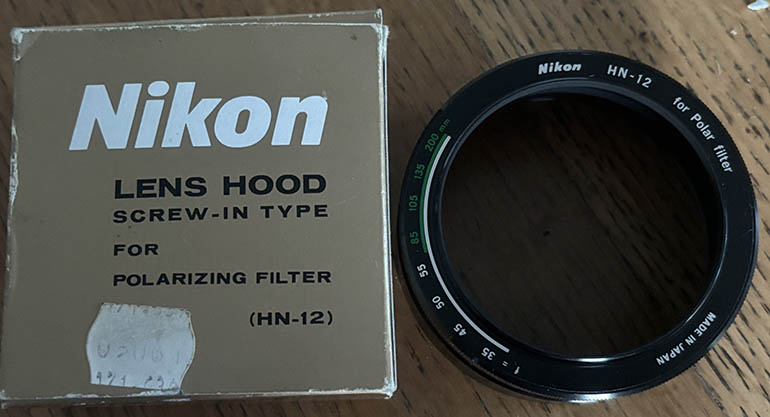 Nikon
LENS HOOD
SCREW-IN TYPE
FOR
POLARIZING FILTER
(HN-12)
Nikon HN-12 for Polar filter
MADE IN JAPAN
f = 35 45 50 55 85 105 135 200 mm